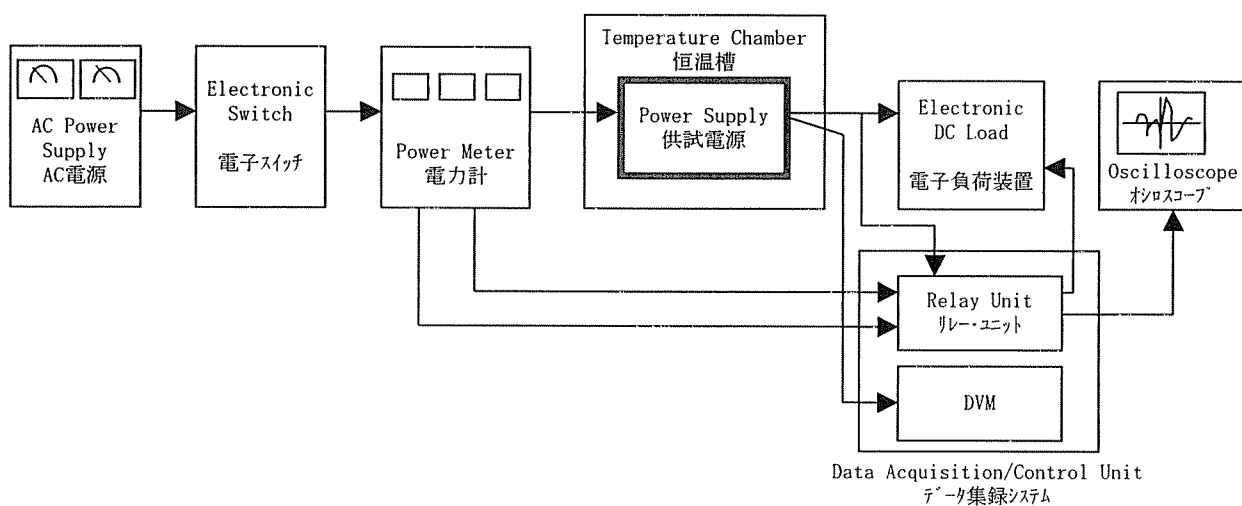 AC Power
Supply
AC電源
Electronic
Switch
電子ｽｲｯﾁ
Power Meter
電力計
Temperature Chamber
恒温槽
Power Supply
供試電源
Electronic
DC Load
電子負荷装置
Oscilloscope
ｵｼﾛｽｺｰﾌﾟ
Relay Unit
ﾘﾚｰ･ﾕﾆｯﾄ
DVM
Data Acquisition/Control Unit
ﾃﾞｰﾀ集録ｼｽﾃﾑ